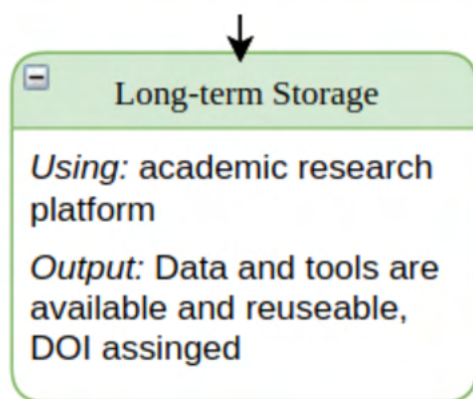 Long-term Storage
Using: academic research
platform
Output: Data and tools are
available and reuseable,
DOI assinged